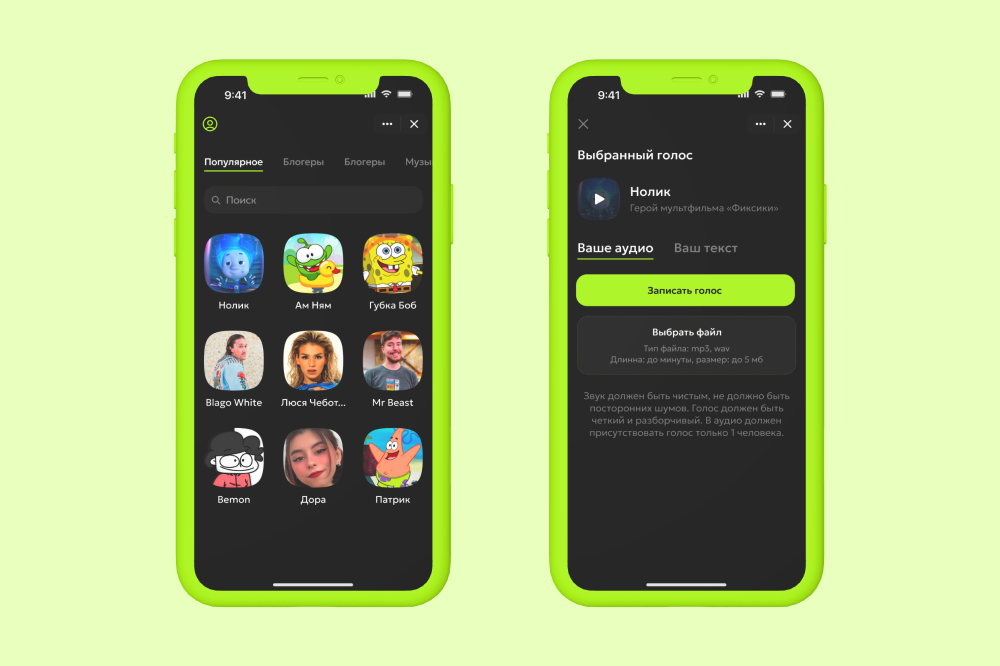 9:41
Популярное Блогеры Блогеры Музы
Поиск
Нолик Ам Ням Губка Боб
Blago White Люся Чебот... Mr Beast
Bemon Дора Патрик
9:41
Выбранный голос
Нолик
Герой мультфильма «Фиксики»
Ваше аудио Ваш текст
Записать голос
Выбрать файл
Тип файла: mp3, wav
Длинна: до минуты, размер: до 5 мб
Звук должен быть чистым, не должно быть
посторонних шумов. Голос должен быть
четкий и разборчивый. В аудио должен
присутствовать голос только 1 человека.